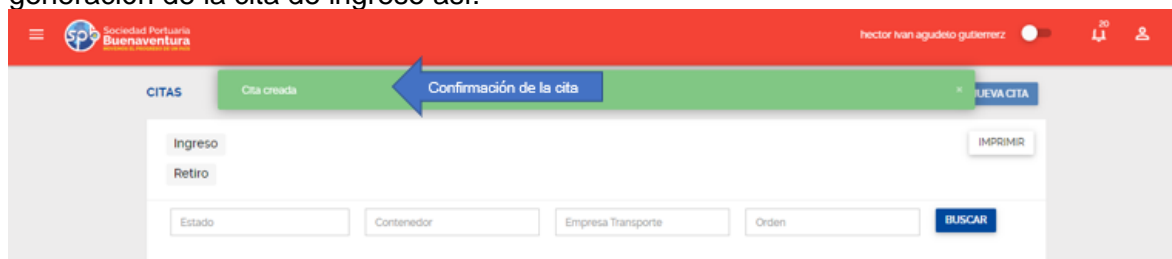 generación de la cita de ingreso así:
Sociedad Portuaria
Buenaventura
hector ivan agudelo gutierrerz
20
CITAS
Cita creada
Confirmación de la cita
×
UEVA CITA
Ingreso
IMPRIMIR
Retiro
Estado
Contenedor
Empresa Transporte
Orden
BUSCAR